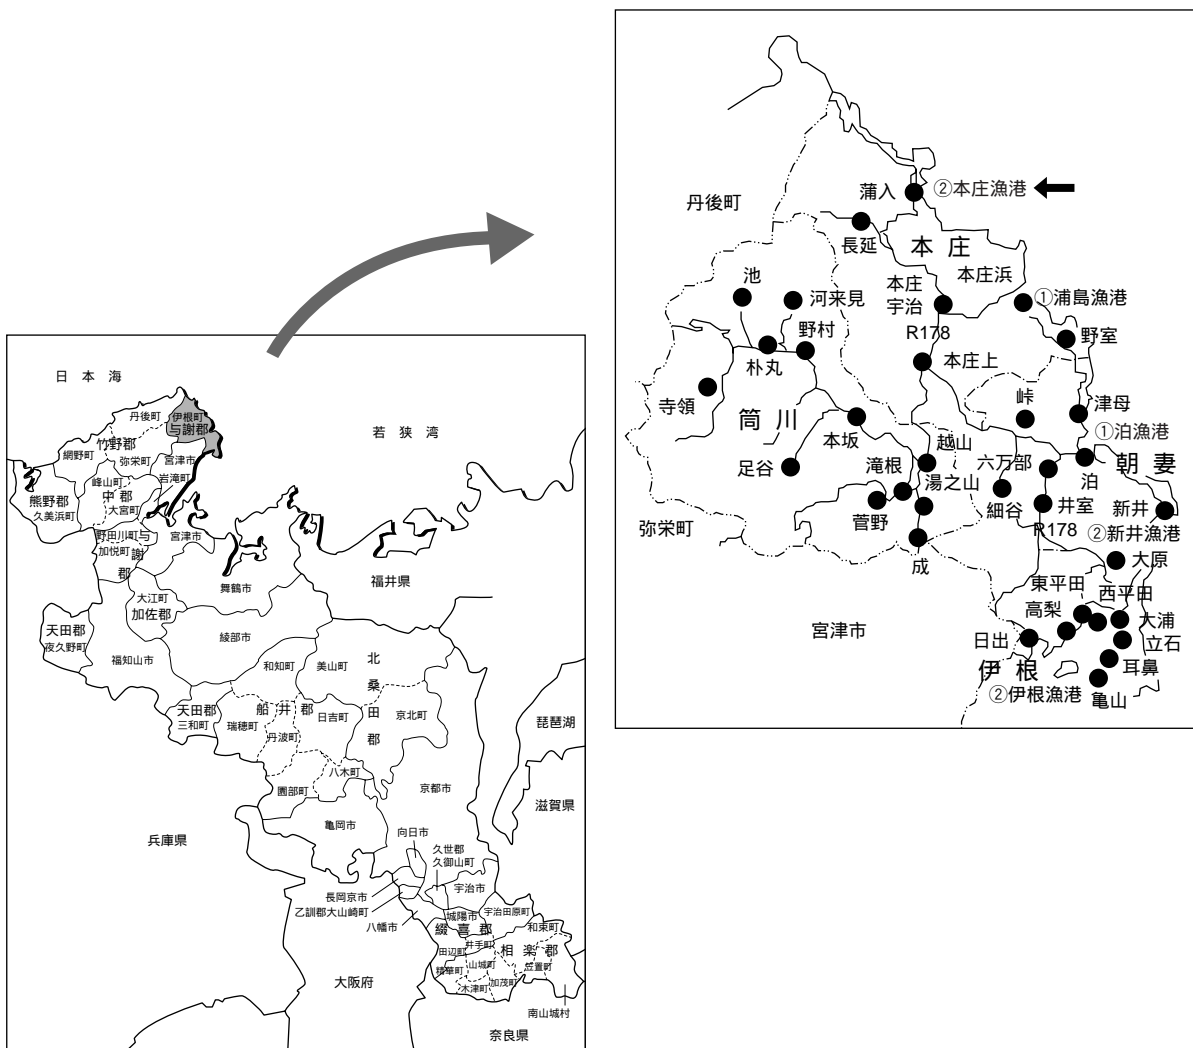 日本海
若狭湾
丹後町
伊根町
与謝郡
竹野郡
網野町
弥栄町
宮津市
岩滝町
峰山町
中郡
大宮町
熊野郡
久美浜町
野田川町
与謝郡
加悦町
宮津市
舞鶴市
福井県
大江町
加佐郡
天田郡
夜久野町
福知山市
綾部市
和知町
美山町
北桑田郡
天田郡
三和町
船井郡
瑞穂町
日吉町
京北町
丹波町
琵琶湖
八木町
園部町
京都市
滋賀県
亀岡市
兵庫県
向日市
久世郡
久御山町
長岡京市
宇治市
乙訓郡大山崎町
八幡市
城陽市
宇治田原町
綴喜郡
和束町
田辺町
井手町
相楽郡
精華町
山城町
笠置町
木津町
加茂町
大阪府
南山城村
奈良県
丹後町
蒲入
②本庄漁港
長延
本庄
本庄浜
池
河来見
本庄
宇治
①浦島漁港
野村
R178
野室
朴丸
本庄上
寺領
筒川
峠
津母
本坂
①泊漁港
越山
足谷
滝根
六万部
泊
朝妻
湯之山
菅野
細谷
井室
新井
弥栄町
R178
②新井漁港
成
大原
東平田
西平田
高梨
宮津市
日出
大浦
立石
伊根
耳鼻
②伊根漁港
亀山